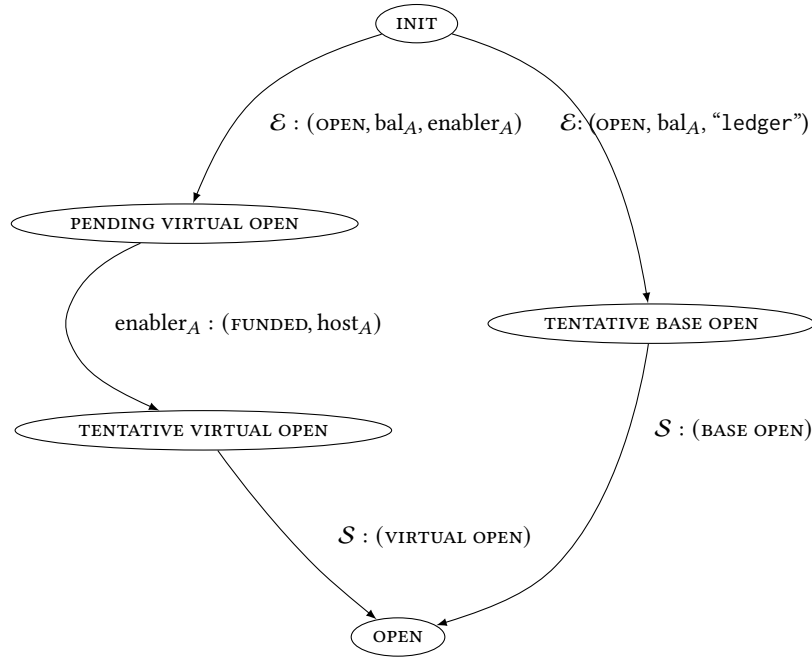 INIT
ℰ : (OPEN, bal_A, enabler_A)
ℰ: (OPEN, bal_A, “ledger”)
PENDING VIRTUAL OPEN
enabler_A : (FUNDED, host_A)
TENTATIVE BASE OPEN
TENTATIVE VIRTUAL OPEN
𝒮 : (BASE OPEN)
𝒮 : (VIRTUAL OPEN)
OPEN